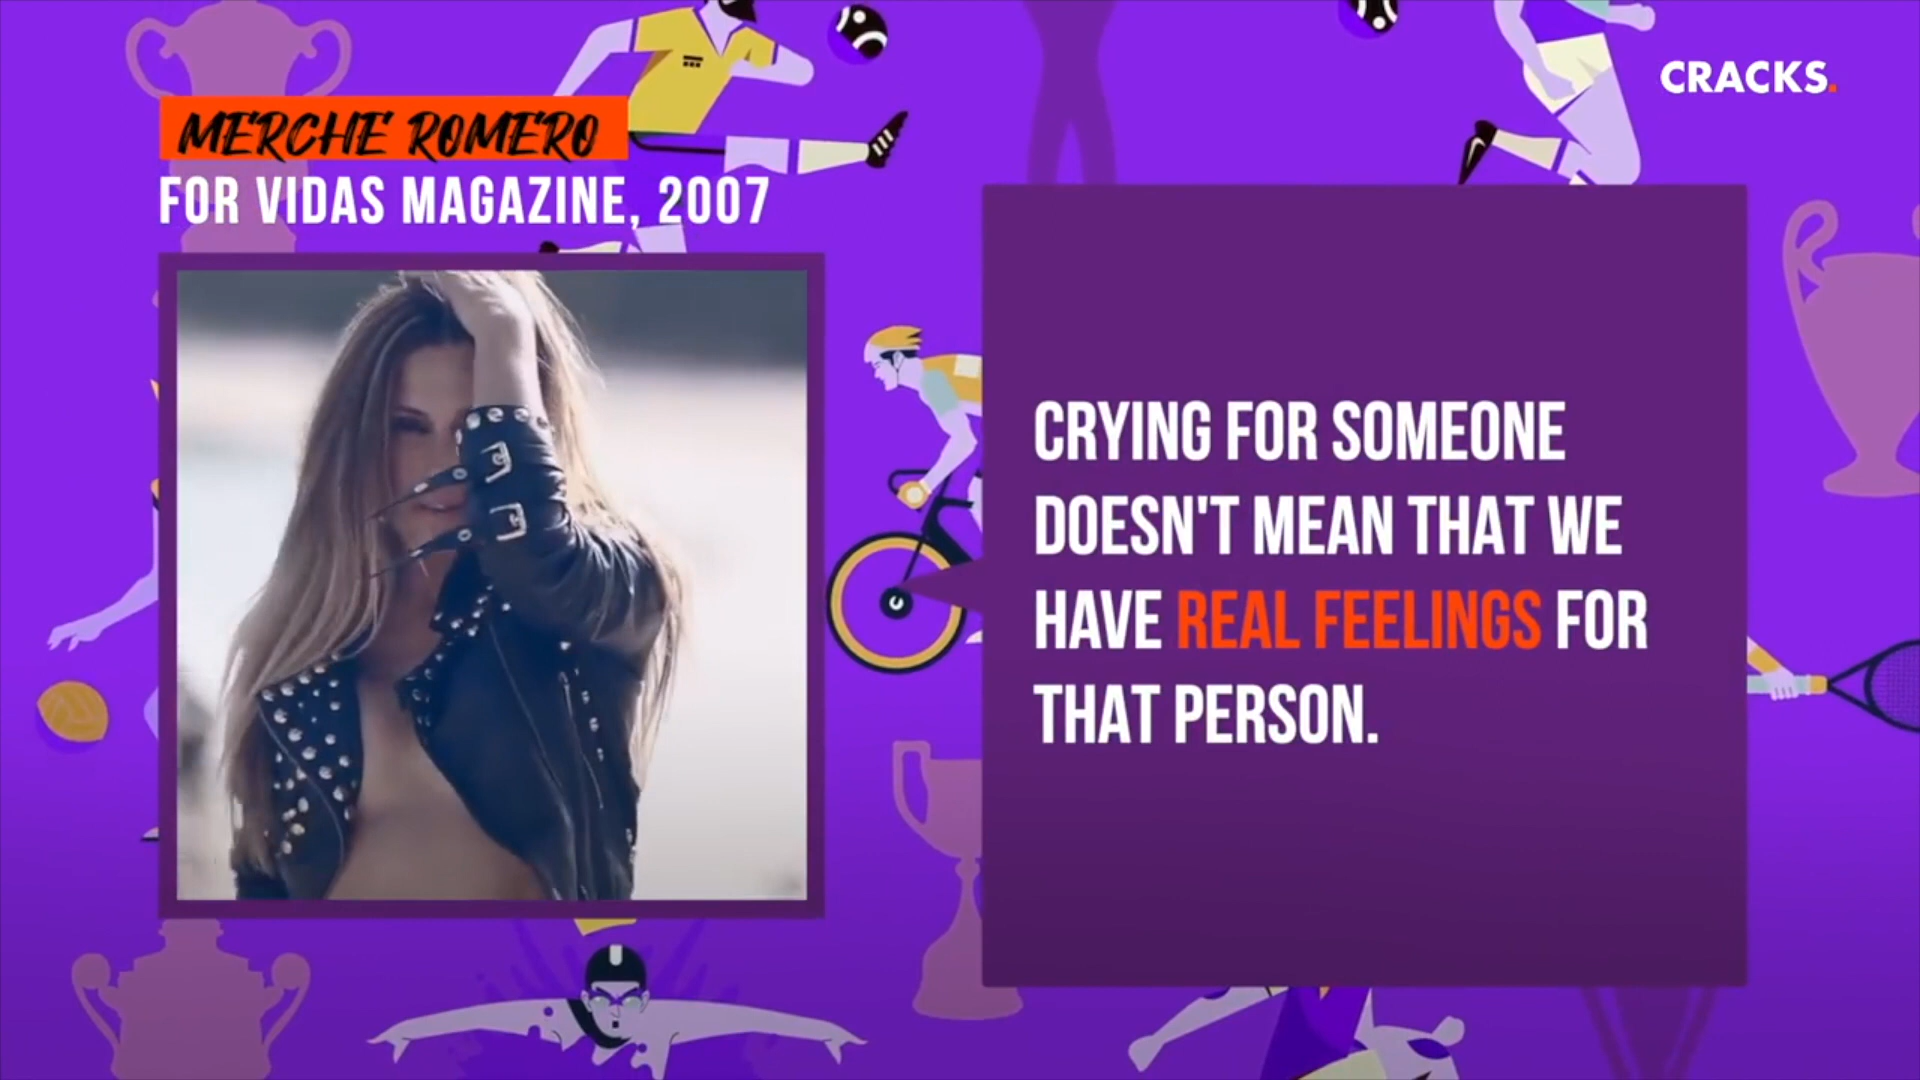 CRACKS.
MERCHE ROMERO
FOR VIDAS MAGAZINE, 2007
CRYING FOR SOMEONE
DOESN'T MEAN THAT WE
HAVE REAL FEELINGS FOR
THAT PERSON.